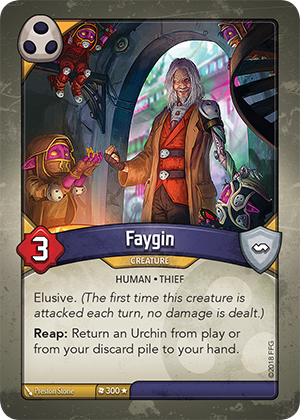 3
Faygin
CREATURE
HUMAN • THIEF
Elusive. (The first time this creature is
attacked each turn, no damage is dealt.)
Reap: Return an Urchin from play or
from your discard pile to your hand.
©2018 FFG
Preston Stone
300 ★